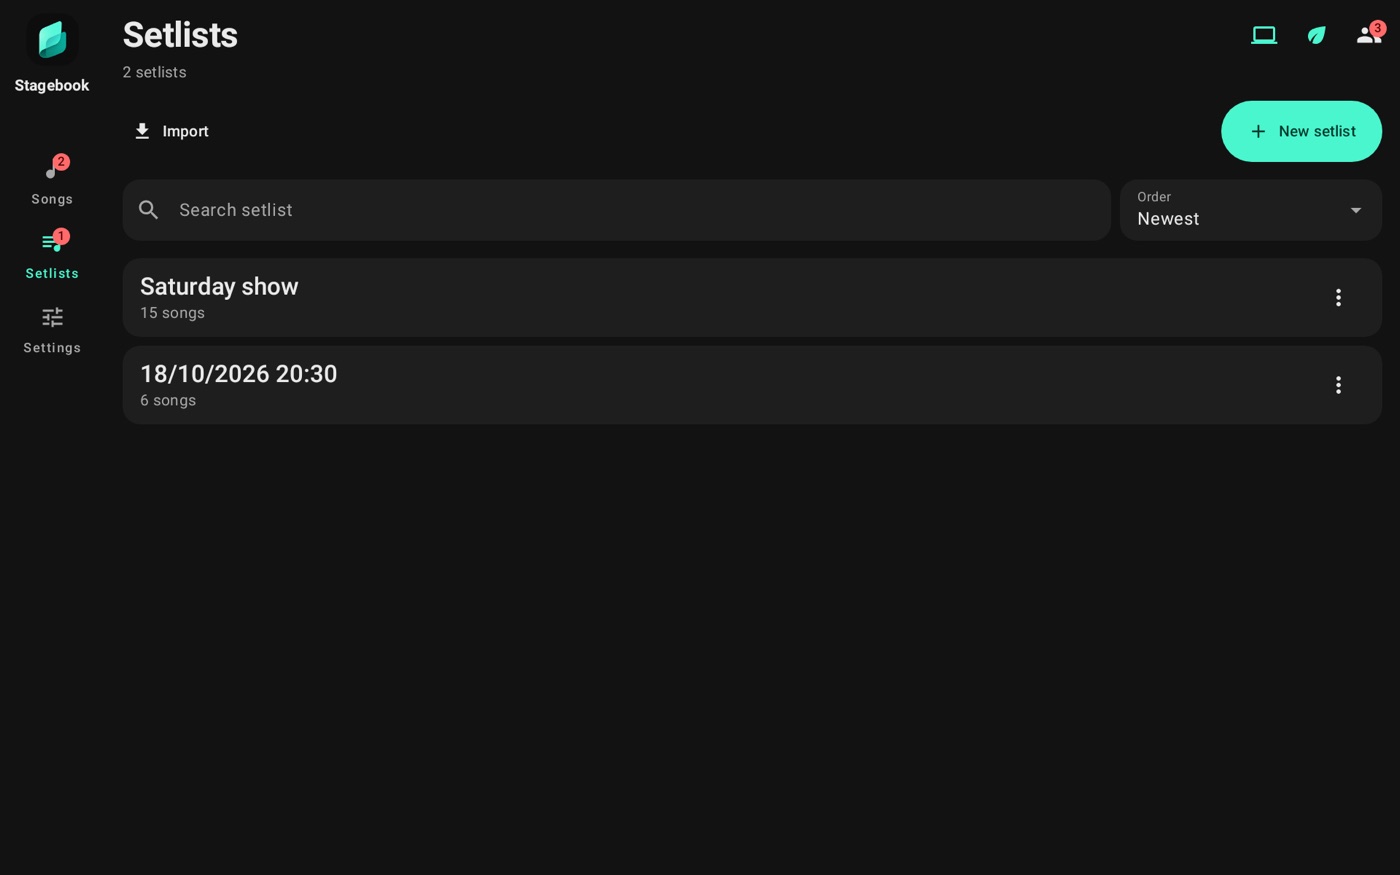 Stagebook
2
Songs
1
Setlists
Settings
Setlists
2 setlists
3
Import
New setlist
Search setlist
Order
Newest
Saturday show
15 songs
18/10/2026 20:30
6 songs